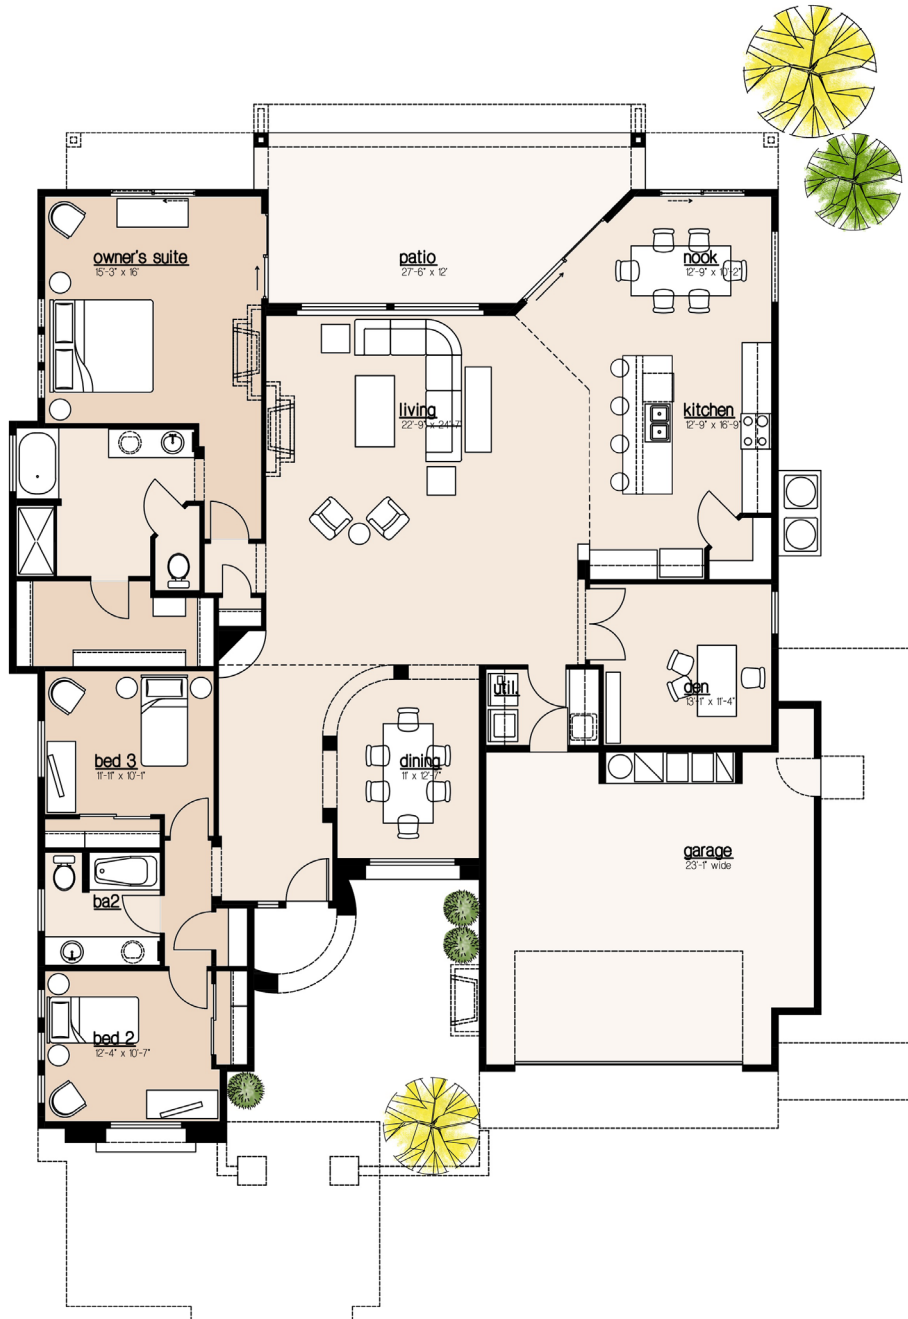 owner's suite
15'-3" x 16'
patio
27'-6" x 12'
nook
12'-9" x 10'-2"
living
22'-9" x 24'-7"
kitchen
12'-9" x 16'-9"
util.
den
13'-1" x 11'-4"
bed 3
11'-11" x 10'-1"
dining
11' x 12'-7"
garage
23'-1" wide
ba2
bed 2
12'-4" x 10'-7"